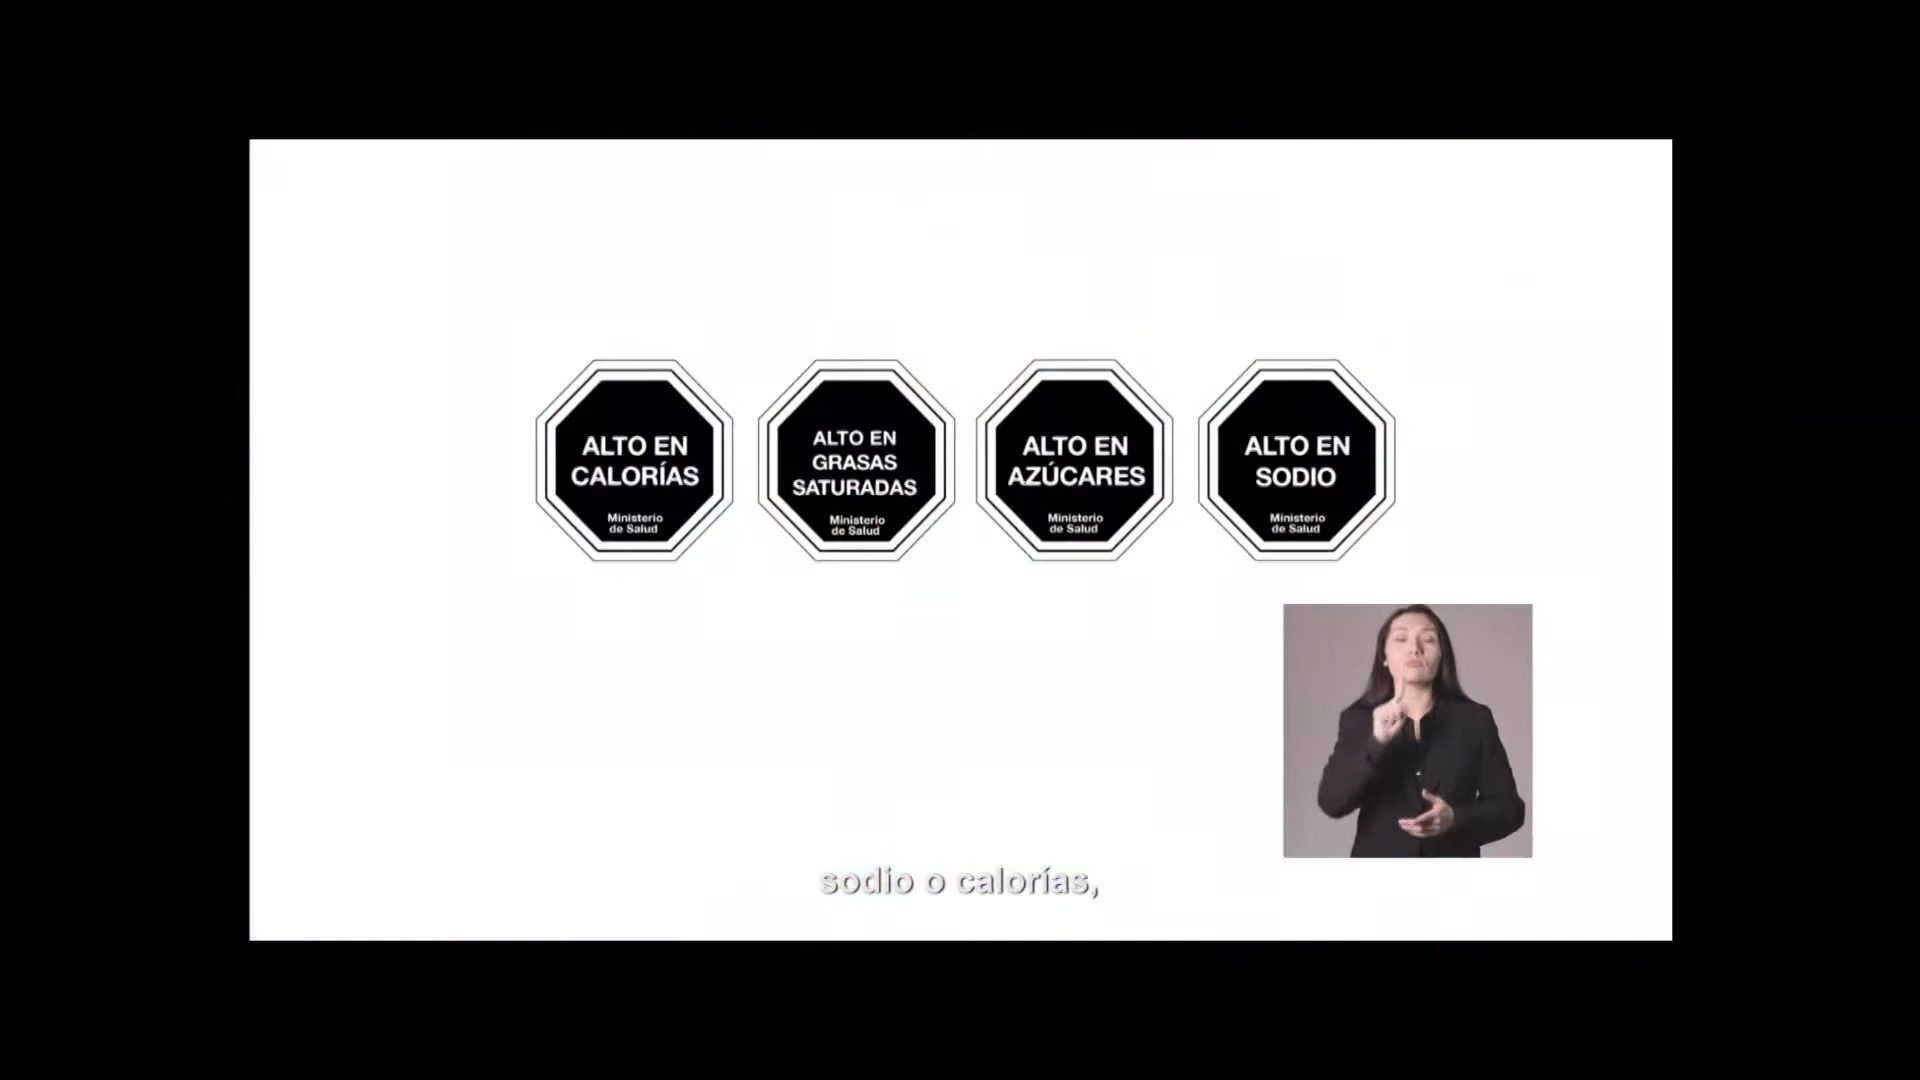 ALTO EN
CALORÍAS
Ministerio
de Salud
ALTO EN
GRASAS
SATURADAS
Ministerio
de Salud
ALTO EN
AZÚCARES
Ministerio
de Salud
ALTO EN
SODIO
Ministerio
de Salud
sodio o calorías,